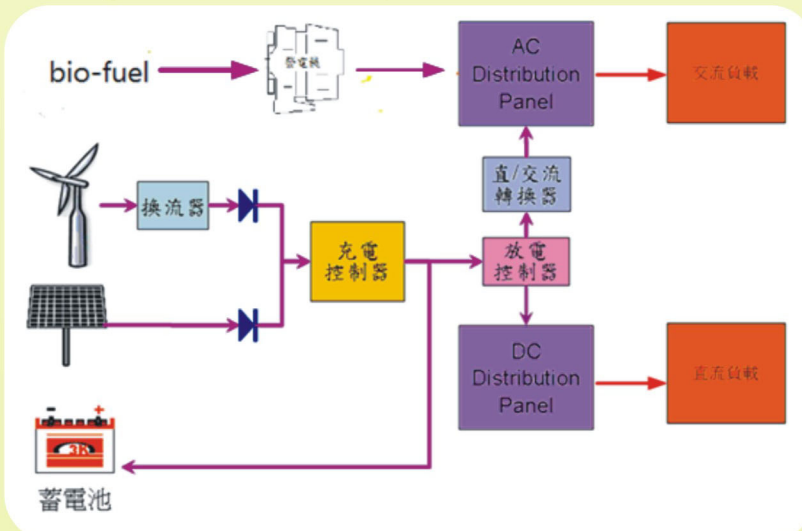 bio-fuel
發電機
AC
Distribution
Panel
交流負載
換流器
直/交流
轉換器
充電
控制器
放電
控制器
DC
Distribution
Panel
直流負載
- +
3K
蓄電池